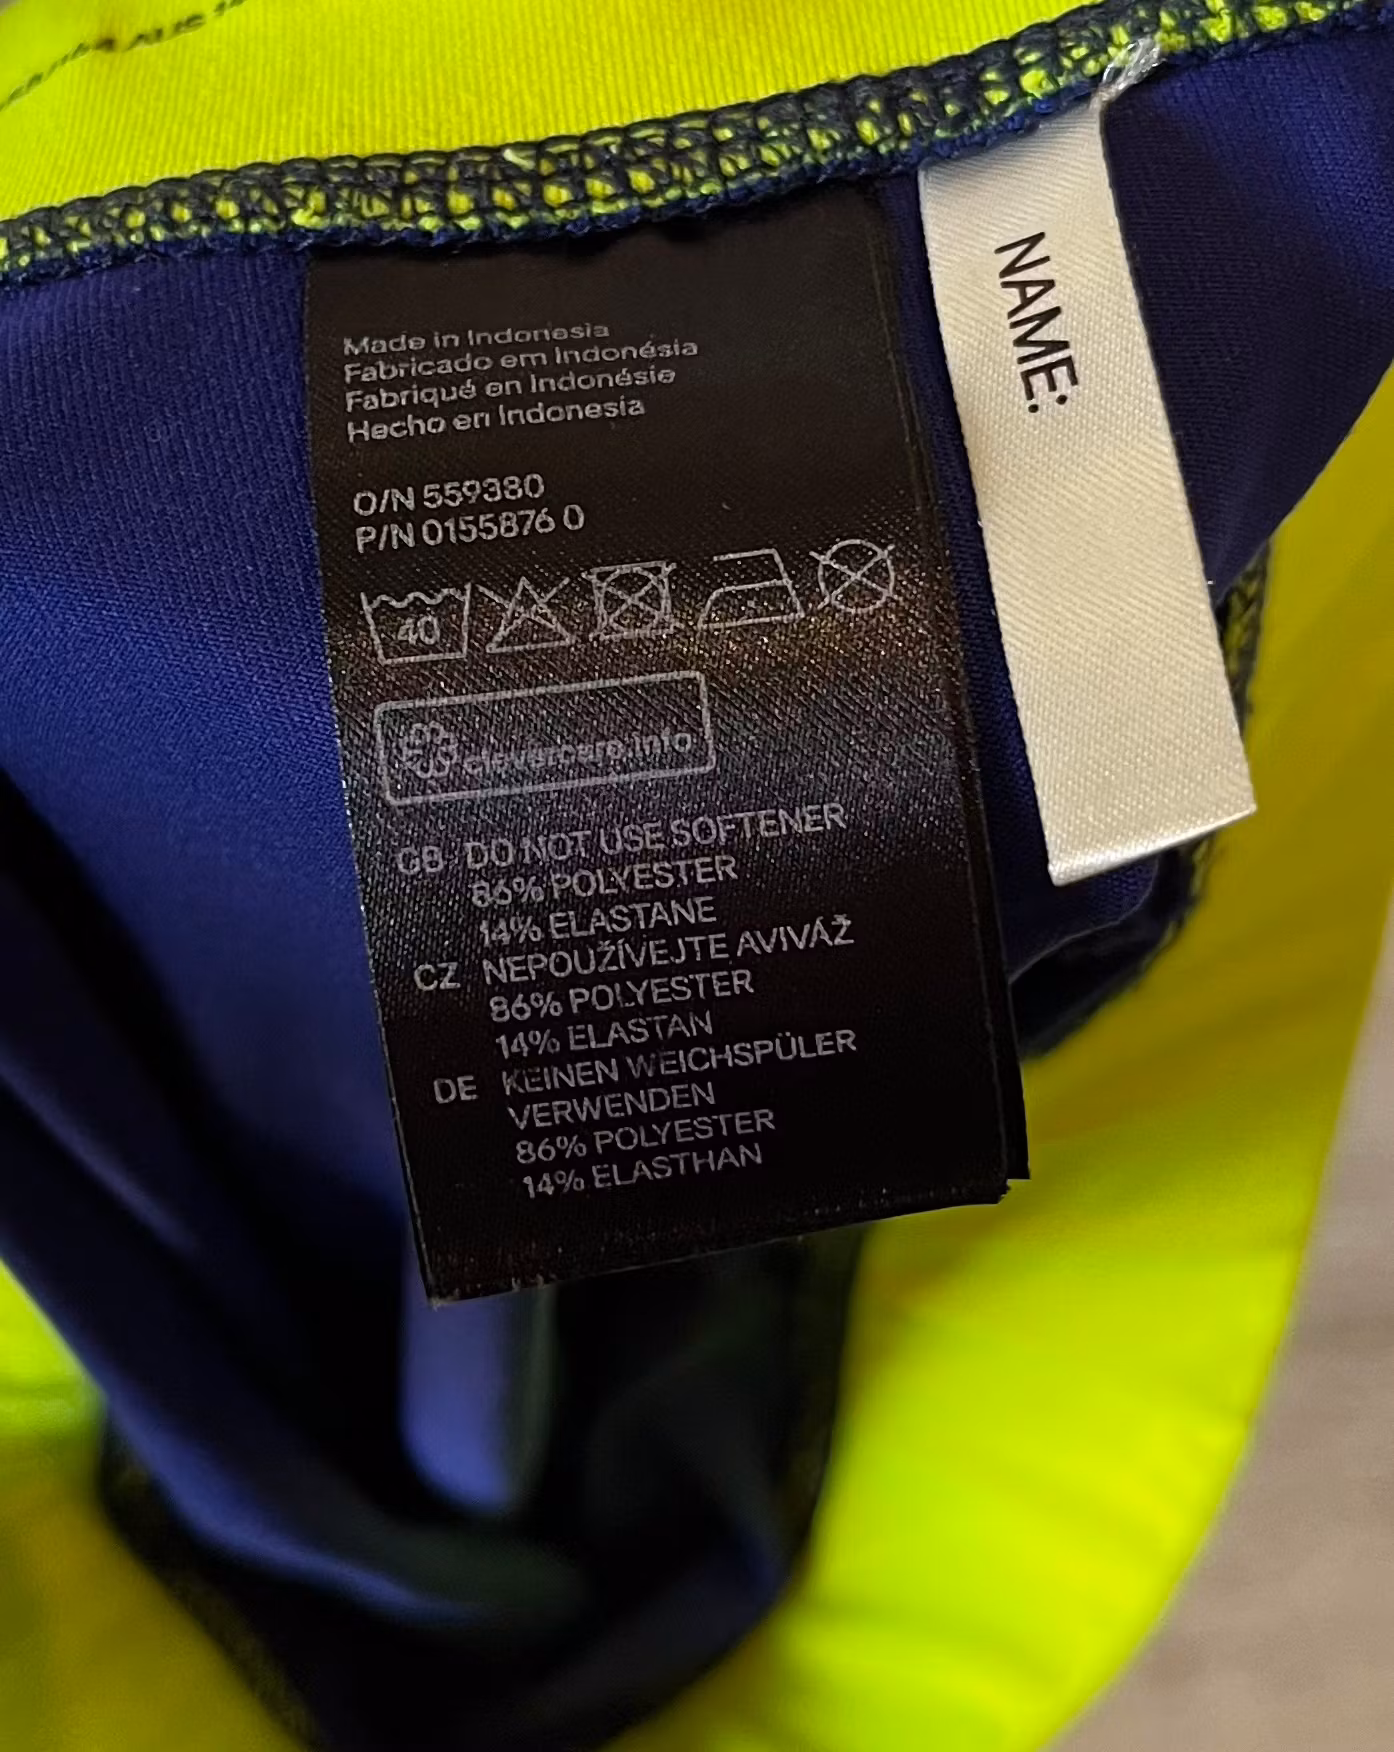 Made in Indonesia
Fabricado em Indonésia
Fabriqué en Indonésie
Hecho en Indonesia
O/N 559380
P/N 0155876 0
40
clevercare.info
GB DO NOT USE SOFTENER
86% POLYESTER
14% ELASTANE
CZ NEPOUŽÍVEJTE AVIVÁŽ
86% POLYESTER
14% ELASTAN
DE KEINEN WEICHSPÜLER
VERWENDEN
86% POLYESTER
14% ELASTHAN
NAME: